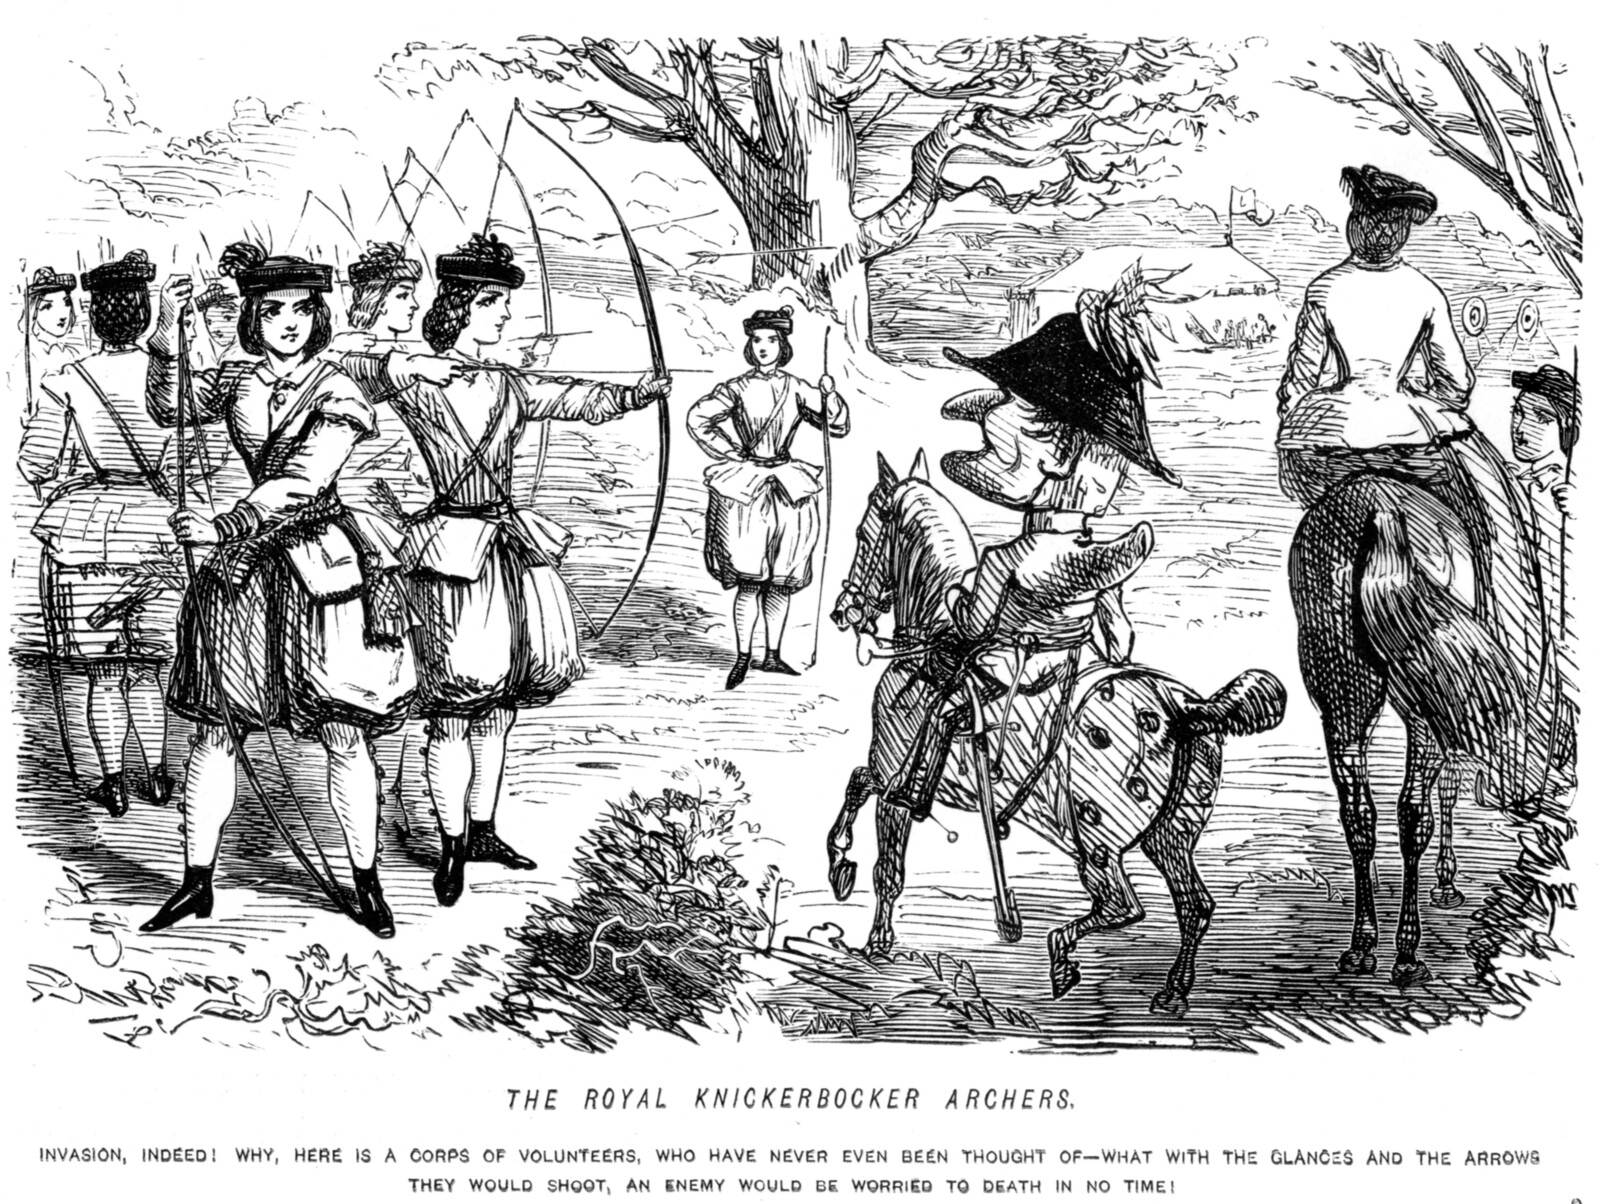 THE ROYAL KNICKERBOCKER ARCHERS.
INVASION, INDEED! WHY, HERE IS A CORPS OF VOLUNTEERS, WHO HAVE NEVER EVEN BEEN THOUGHT OF—WHAT WITH THE GLANCES AND THE ARROWS
THEY WOULD SHOOT, AN ENEMY WOULD BE WORRIED TO DEATH IN NO TIME!